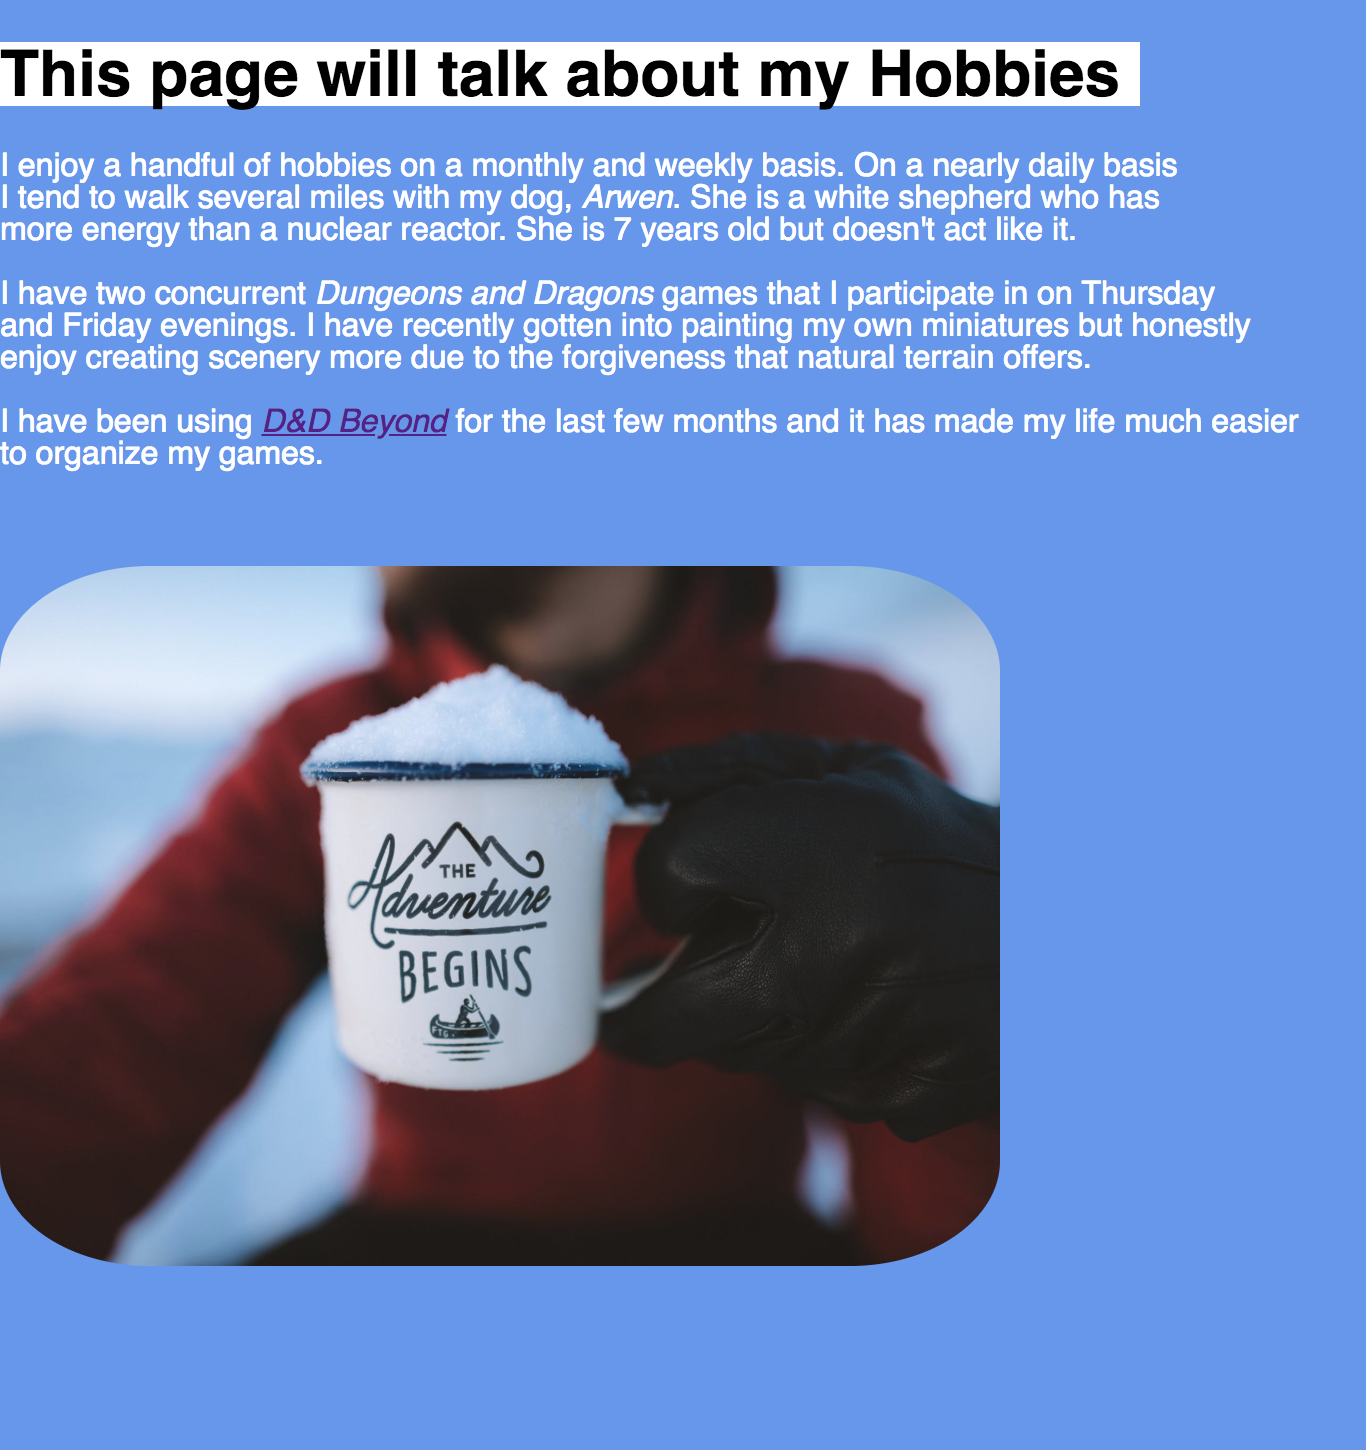 This page will talk about my Hobbies
I enjoy a handful of hobbies on a monthly and weekly basis. On a nearly daily basis
I tend to walk several miles with my dog, Arwen. She is a white shepherd who has
more energy than a nuclear reactor. She is 7 years old but doesn't act like it.
I have two concurrent Dungeons and Dragons games that I participate in on Thursday
and Friday evenings. I have recently gotten into painting my own miniatures but honestly
enjoy creating scenery more due to the forgiveness that natural terrain offers.
I have been using D&D Beyond for the last few months and it has made my life much easier
to organize my games.
THE
Adventure
BEGINS
FTG.